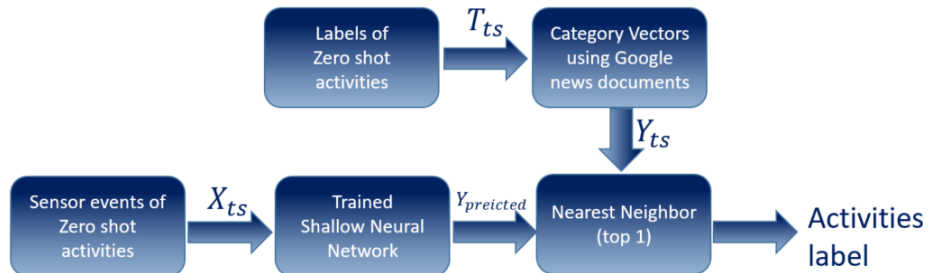 Labels of
Zero shot
activities
T_ts
Category Vectors
using Google
news documents
Y_ts
Sensor events of
Zero shot
activities
X_ts
Trained
Shallow Neural
Network
Y_preicted
Nearest Neighbor
(top 1)
Activities
label